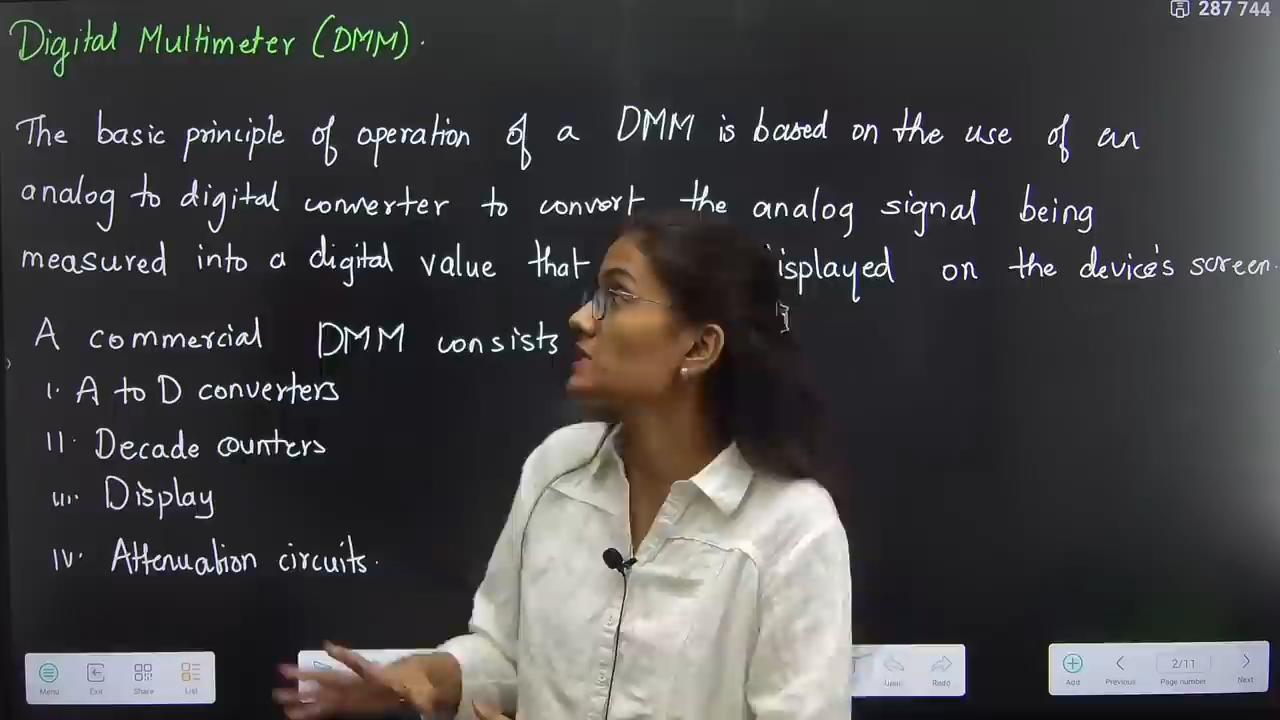 287 744
Digital Multimeter (DMM).
The basic principle of operation of a DMM is based on the use of an
analog to digital converter to convert the analog signal being
measured into a digital value that isplayed on the device's screen.
A commercial DMM consists
i. A to D converters
II. Decade counters
iii. Display
IV. Attenuation circuits.
Menu Exit Share List Redo Add Previous 2/11 Page number Next